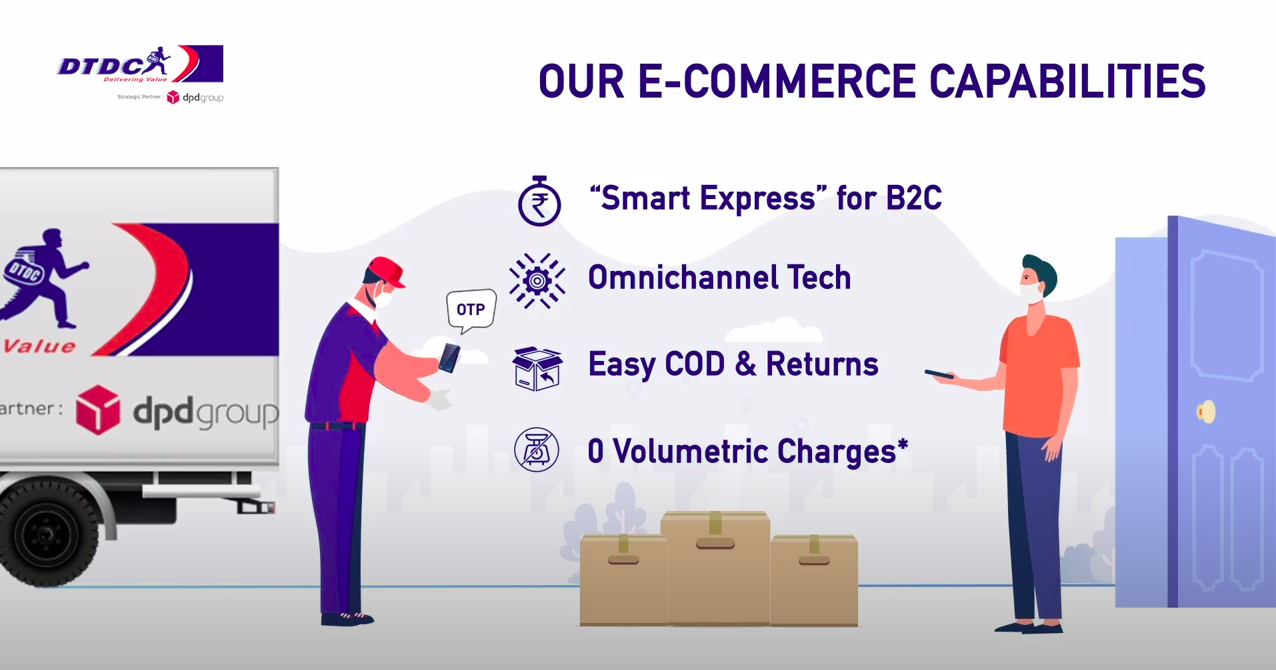 DTDC
Delivering Value
Strategic Partner: dpdgroup
OUR E-COMMERCE CAPABILITIES
“Smart Express” for B2C
Omnichannel Tech
Easy COD & Returns
0 Volumetric Charges*
OTP
DTDC
Value
artner: dpdgroup